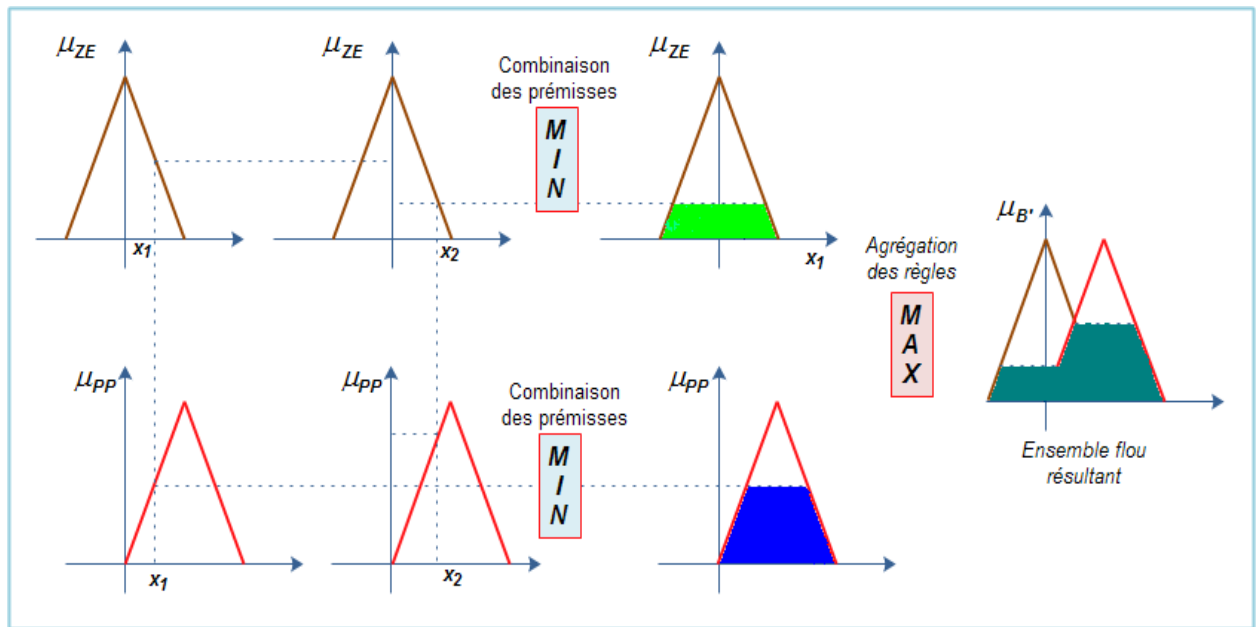 μZE
μZE
Combinaison
des prémisses
M
I
N
μZE
x1
x2
x1
Agrégation
des règles
M
A
X
μB'
Ensemble flou
résultant
μPP
μPP
Combinaison
des prémisses
M
I
N
μPP
x1
x2